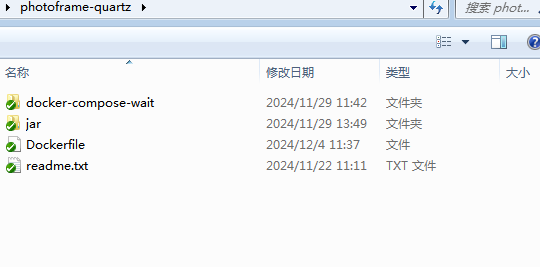 photoframe-quartz
搜索 phot...
名称 修改日期 类型 大小
docker-compose-wait 2024/11/29 11:42 文件夹
jar 2024/11/29 13:49 文件夹
Dockerfile 2024/12/4 11:37 文件
readme.txt 2024/11/22 11:11 TXT 文件